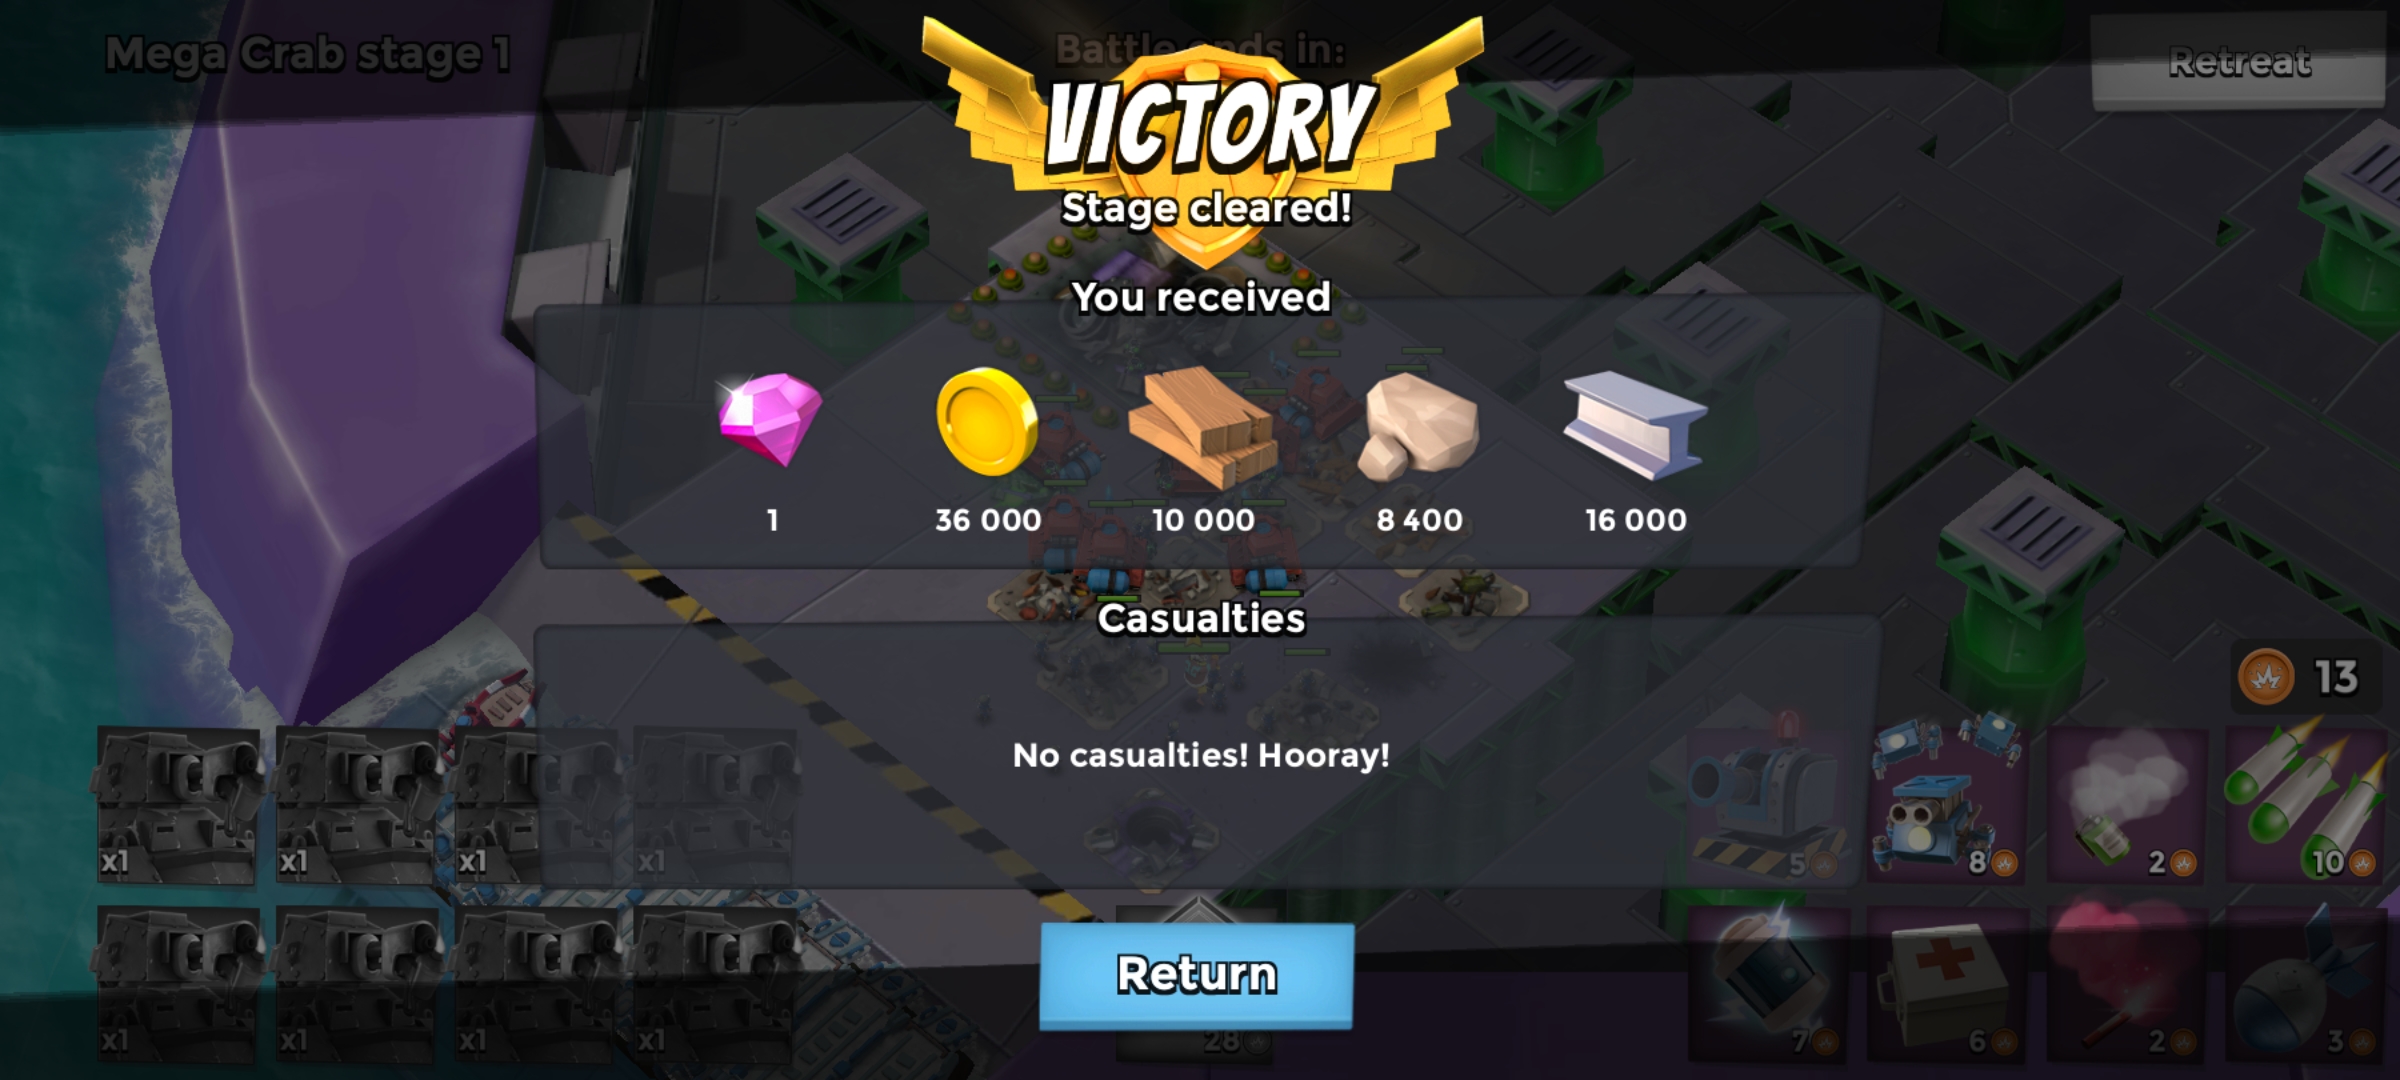 Mega Crab stage 1
Battle ends in:
Retreat
VICTORY
Stage cleared!
You received
1
36 000
10 000
8 400
16 000
Casualties
No casualties! Hooray!
13
x1
x1
x1
x1
5
8
2
10
x1
x1
x1
x1
Return
28
7
6
2
3